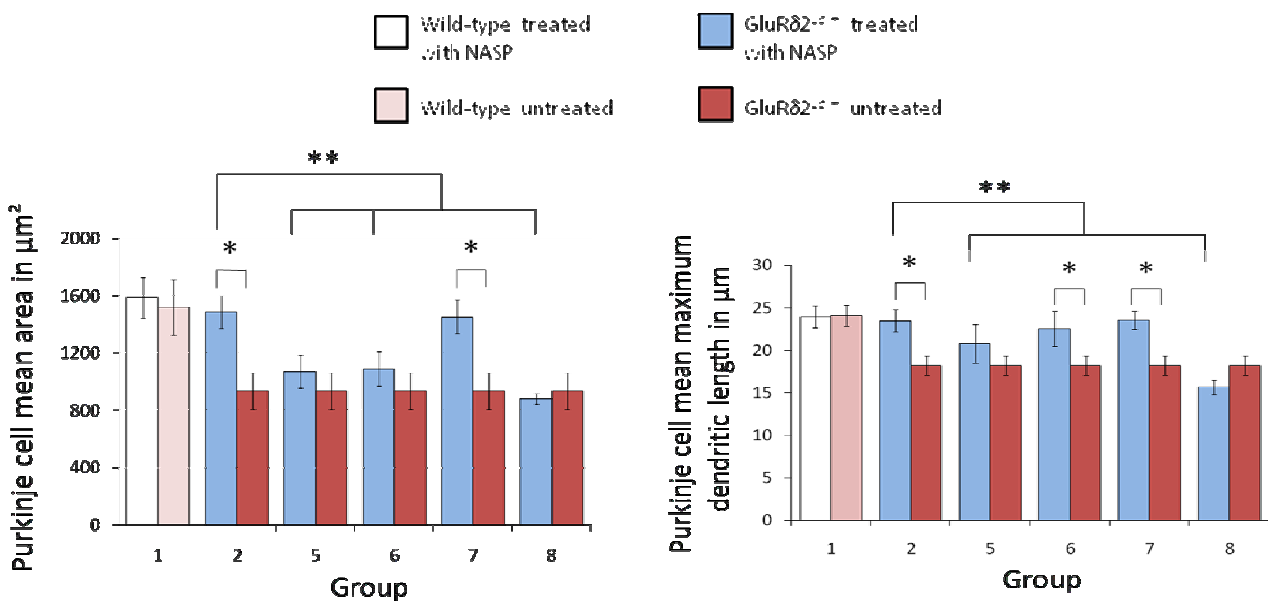 Wild-type treated
with NASP
Wild-type untreated
GluRδ2 treated
with NASP
GluRδ2 untreated
**
*
*
Purkinje cell mean area in µm²
2000
1600
1200
800
400
0
1 2 5 6 7 8
Group
**
*
*
*
Purkinje cell mean maximum
dendritic length in µm
30
25
20
15
10
5
0
1 2 5 6 7 8
Group